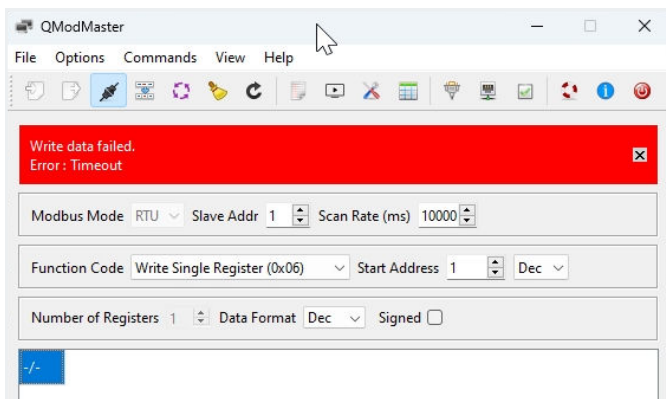 QModMaster
File Options Commands View Help
Write data failed.
Error : Timeout
Modbus Mode RTU Slave Addr 1 Scan Rate (ms) 10000
Function Code Write Single Register (0x06) Start Address 1 Dec
Number of Registers 1 Data Format Dec Signed
-/-